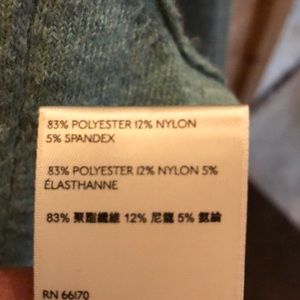 83% POLYESTER 12% NYLON
5% SPANDEX
83% POLYESTER 12% NYLON 5%
ÉLASTHANNE
83% 聚酯纖維 12% 尼龍 5% 氨綸
RN 66170